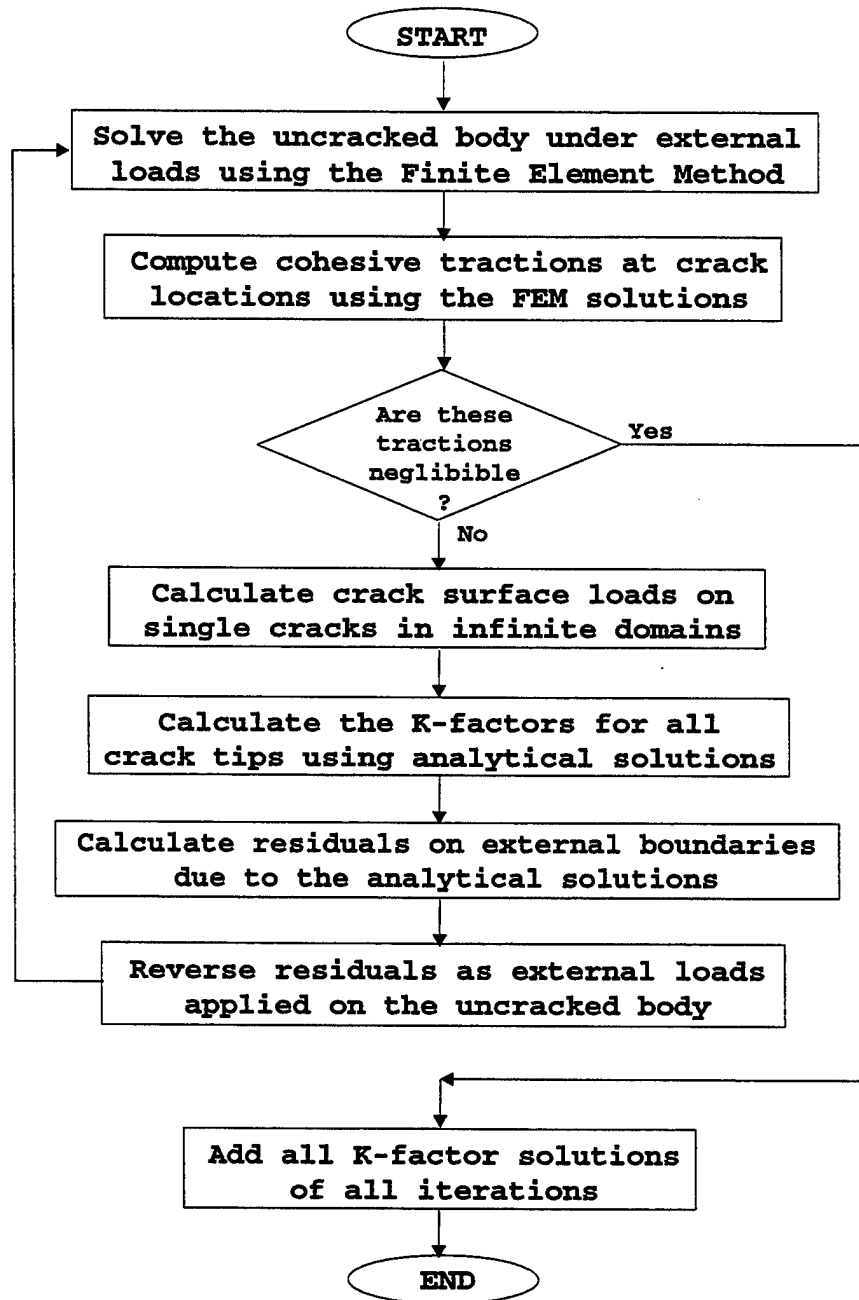 START
Solve the uncracked body under external
loads using the Finite Element Method
Compute cohesive tractions at crack
locations using the FEM solutions
Are these
tractions
neglibible
?
Yes
No
Calculate crack surface loads on
single cracks in infinite domains
Calculate the K-factors for all
crack tips using analytical solutions
Calculate residuals on external boundaries
due to the analytical solutions
Reverse residuals as external loads
applied on the uncracked body
Add all K-factor solutions
of all iterations
END